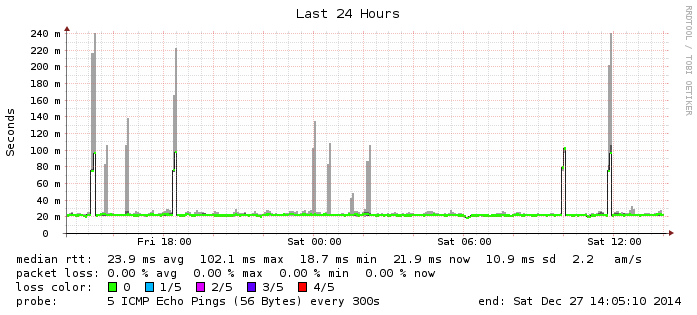 Last 24 Hours
RRDTOOL / TOBI OETIKER
Seconds
240 m
220 m
200 m
180 m
160 m
140 m
120 m
100 m
80 m
60 m
40 m
20 m
0
Fri 18:00 Sat 00:00 Sat 06:00 Sat 12:00
median rtt: 23.9 ms avg 102.1 ms max 18.7 ms min 21.9 ms now 10.9 ms sd 2.2 am/s
packet loss: 0.00 % avg 0.00 % max 0.00 % min 0.00 % now
loss color: 0 1/5 2/5 3/5 4/5
probe: 5 ICMP Echo Pings (56 Bytes) every 300s end: Sat Dec 27 14:05:10 2014